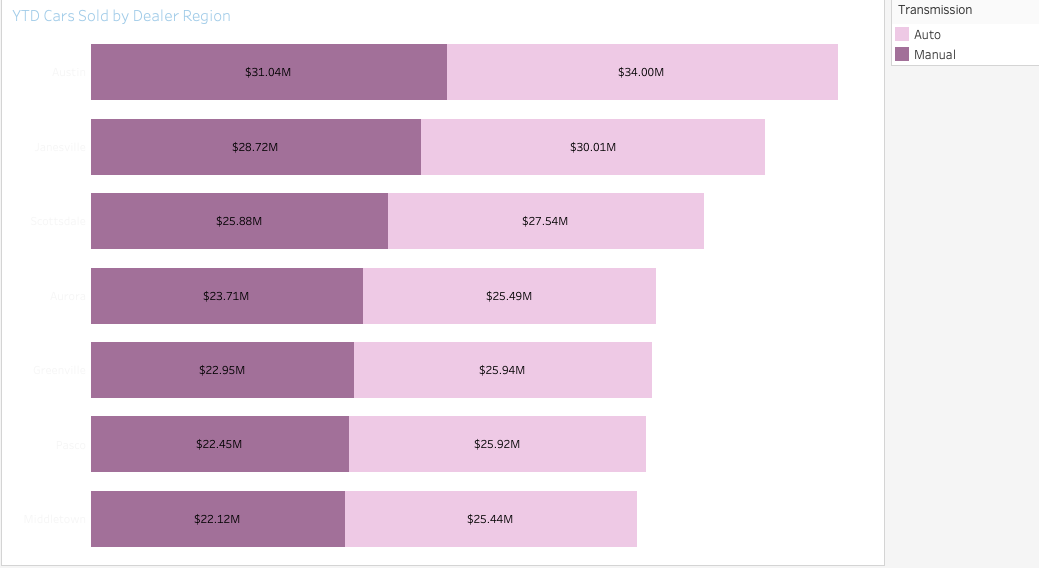 YTD Cars Sold by Dealer Region
Transmission
Auto
Manual
Austin $31.04M $34.00M
Janesville $28.72M $30.01M
Scottsdale $25.88M $27.54M
Aurora $23.71M $25.49M
Greenville $22.95M $25.94M
Pasco $22.45M $25.92M
Middletown $22.12M $25.44M